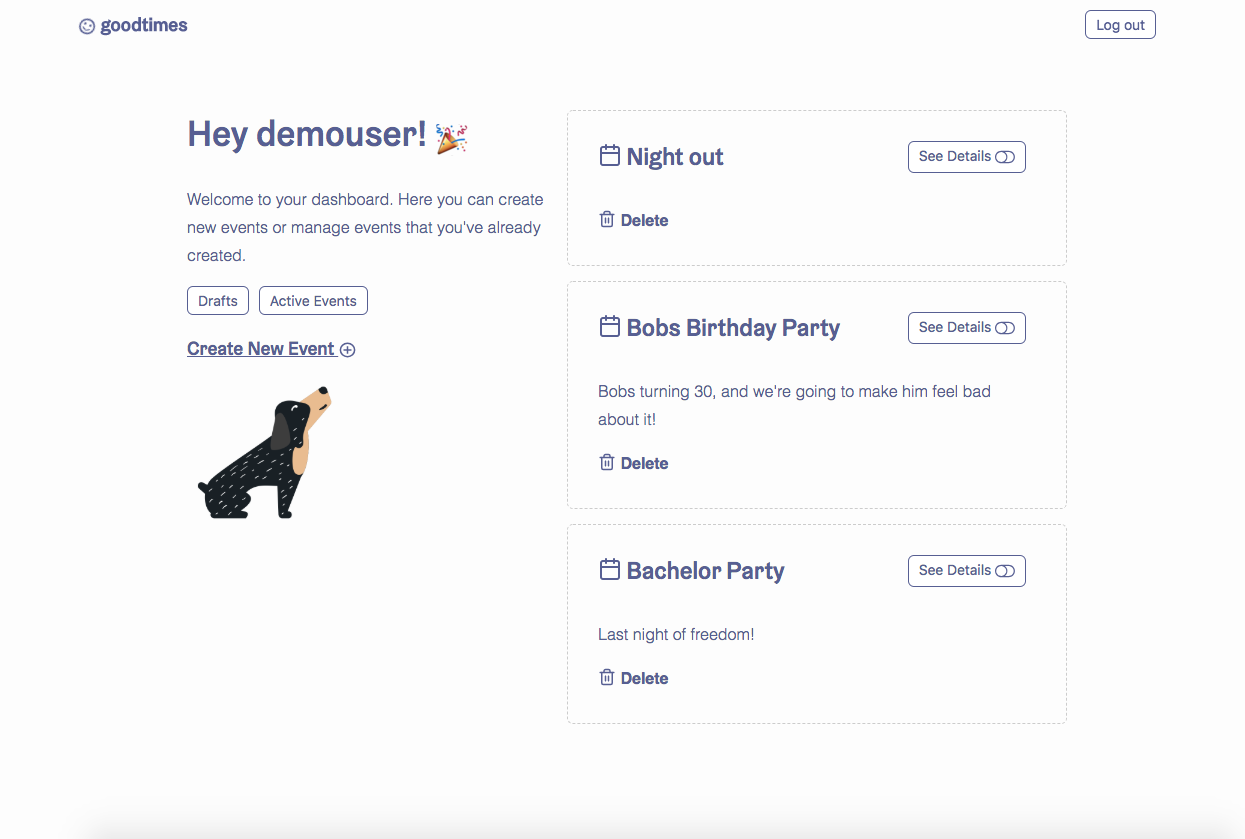 goodtimes
Log out
Hey demouser!
Welcome to your dashboard. Here you can create
new events or manage events that you've already
created.
Drafts
Active Events
Create New Event
Night out
See Details
Delete
Bobs Birthday Party
See Details
Bobs turning 30, and we're going to make him feel bad
about it!
Delete
Bachelor Party
See Details
Last night of freedom!
Delete